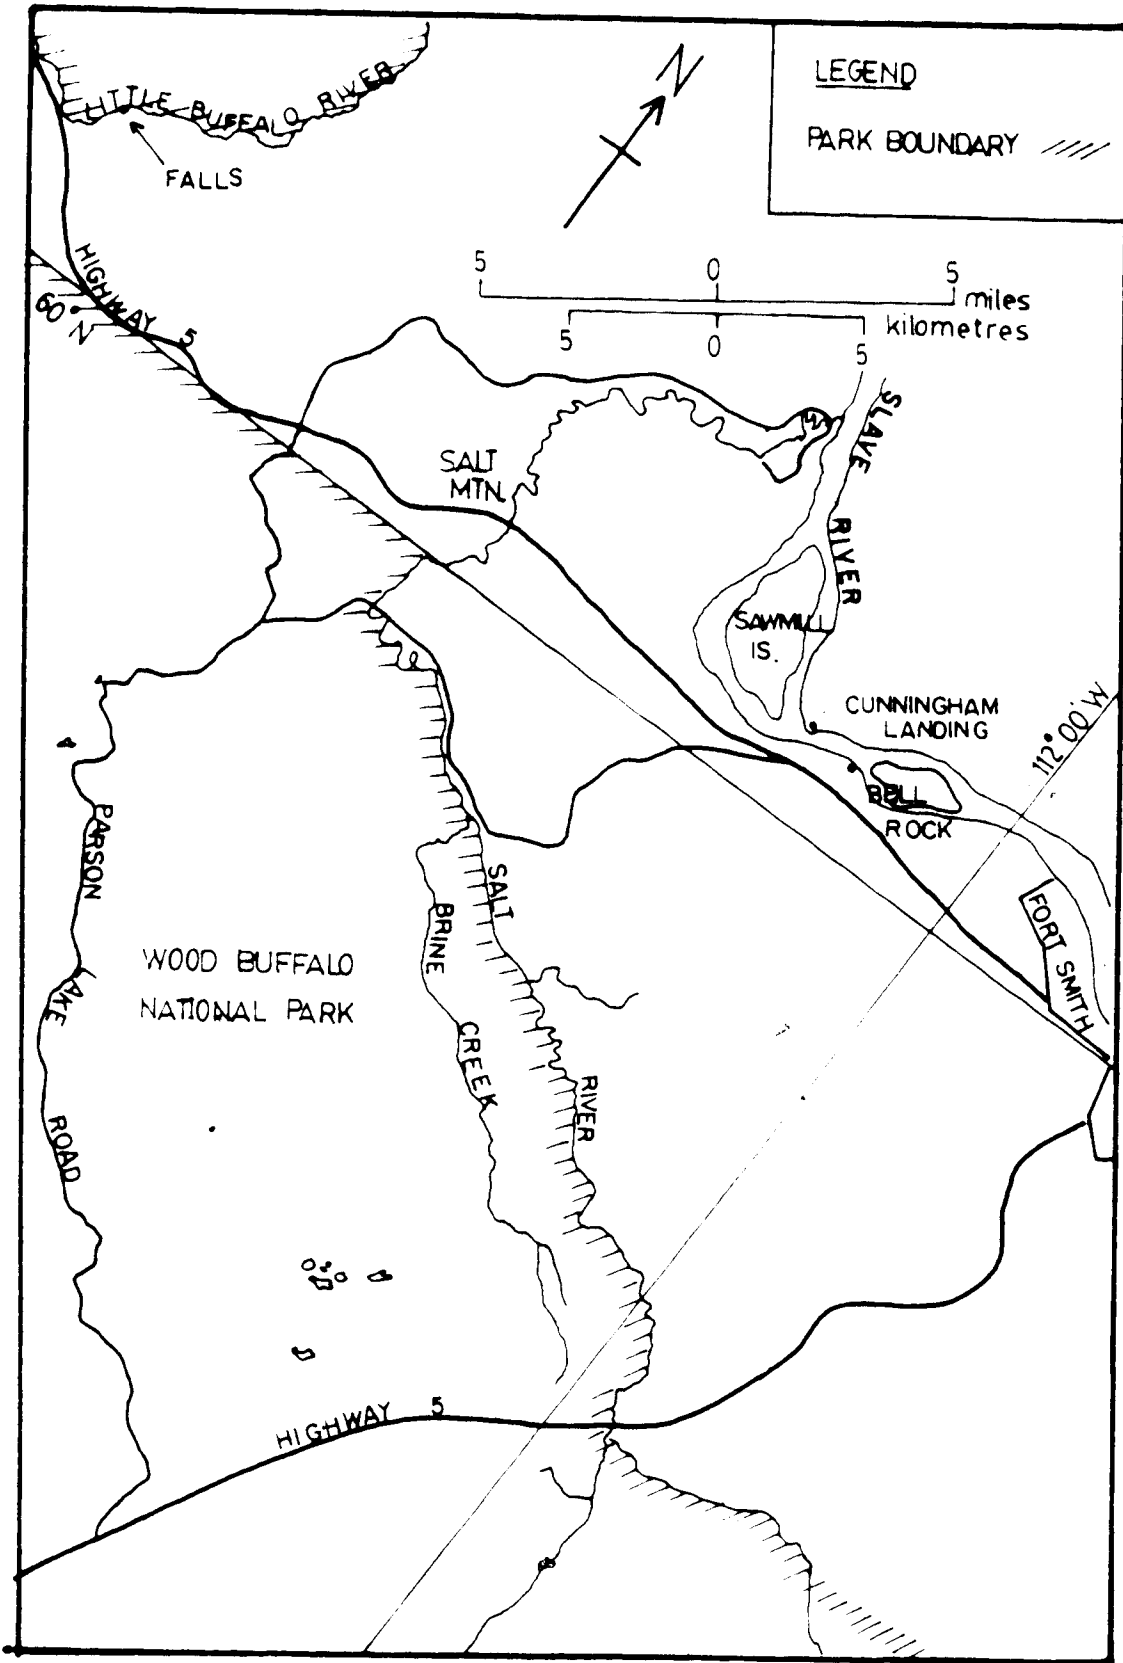 LITTLE BUFFALO RIVER
FALLS
N
LEGEND
PARK BOUNDARY
HIGHWAY 5
60° N
5 0 5 miles
5 0 5 kilometres
SALT
MTN.
SLAVE RIVER
SAWMILL
IS.
CUNNINGHAM
LANDING
112°00'W
BELL
ROCK
FORT SMITH
PARSON LAKE ROAD
WOOD BUFFALO
NATIONAL PARK
BRINE CREEK
SALT RIVER
HIGHWAY 5